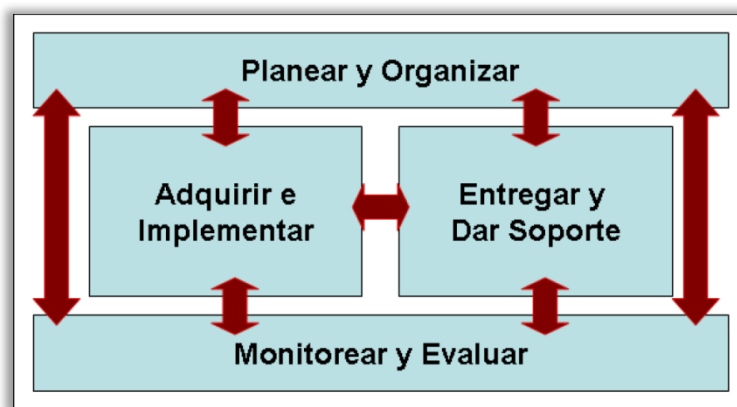 Planear y Organizar
Adquirir e
Implementar
Entregar y
Dar Soporte
Monitorear y Evaluar